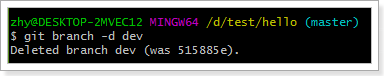 zhy@DESKTOP-2MVEC12 MINGW64 /d/test/hello (master)
$ git branch -d dev
Deleted branch dev (was 515885e).